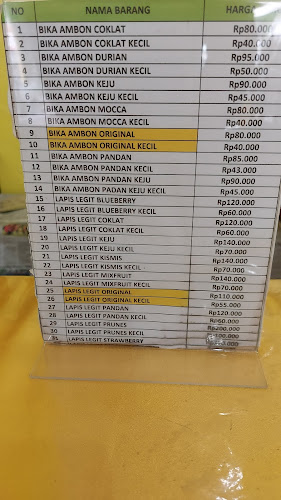 NO NAMA BARANG HARGA
1 BIKA AMBON COKLAT Rp80.000
2 BIKA AMBON COKLAT KECIL Rp40.000
3 BIKA AMBON DURIAN Rp95.000
4 BIKA AMBON DURIAN KECIL Rp50.000
5 BIKA AMBON KEJU Rp90.000
6 BIKA AMBON KEJU KECIL Rp45.000
7 BIKA AMBON MOCCA Rp80.000
8 BIKA AMBON MOCCA KECIL Rp40.000
9 BIKA AMBON ORIGINAL Rp80.000
10 BIKA AMBON ORIGINAL KECIL Rp40.000
11 BIKA AMBON PANDAN Rp85.000
12 BIKA AMBON PANDAN KECIL Rp43.000
13 BIKA AMBON PANDAN KEJU Rp90.000
14 BIKA AMBON PADAN KEJU KECIL Rp45.000
15 LAPIS LEGIT BLUEBERRY Rp120.000
16 LAPIS LEGIT BLUEBERRY KECIL Rp60.000
17 LAPIS LEGIT COKLAT Rp120.000
18 LAPIS LEGIT COKLAT KECIL Rp60.000
19 LAPIS LEGIT KEJU Rp140.000
20 LAPIS LEGIT KEJU KECIL Rp70.000
21 LAPIS LEGIT KISMIS Rp140.000
22 LAPIS LEGIT KISMIS KECIL Rp70.000
23 LAPIS LEGIT MIXFRUIT Rp140.000
24 LAPIS LEGIT MIXFRUIT KECIL Rp70.000
25 LAPIS LEGIT ORIGINAL Rp110.000
26 LAPIS LEGIT ORIGINAL KECIL Rp55.000
27 LAPIS LEGIT PANDAN Rp120.000
28 LAPIS LEGIT PANDAN KECIL Rp60.000
29 LAPIS LEGIT PRUNES Rp200.000
30 LAPIS LEGIT PRUNES KECIL Rp100.000
31 LAPIS LEGIT STRAWBERRY